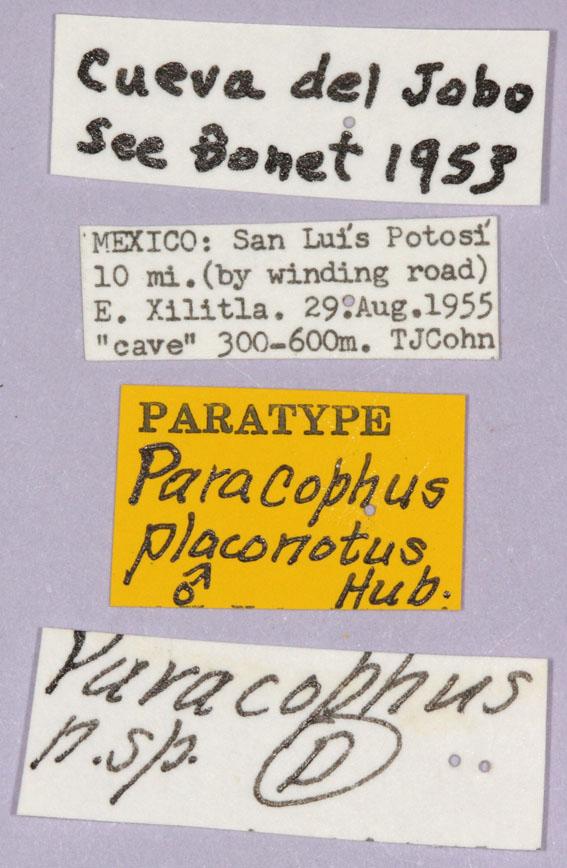 Cueva del Jobo
See Bonet 1953
MEXICO: San Luís Potosí
10 mi.(by winding road)
E. Xilitla. 29:Aug.1955
"cave" 300-600m. TJCohn
PARATYPE
Paracophus
placonotus
♂ Hub.
Paracophus
n.sp. D